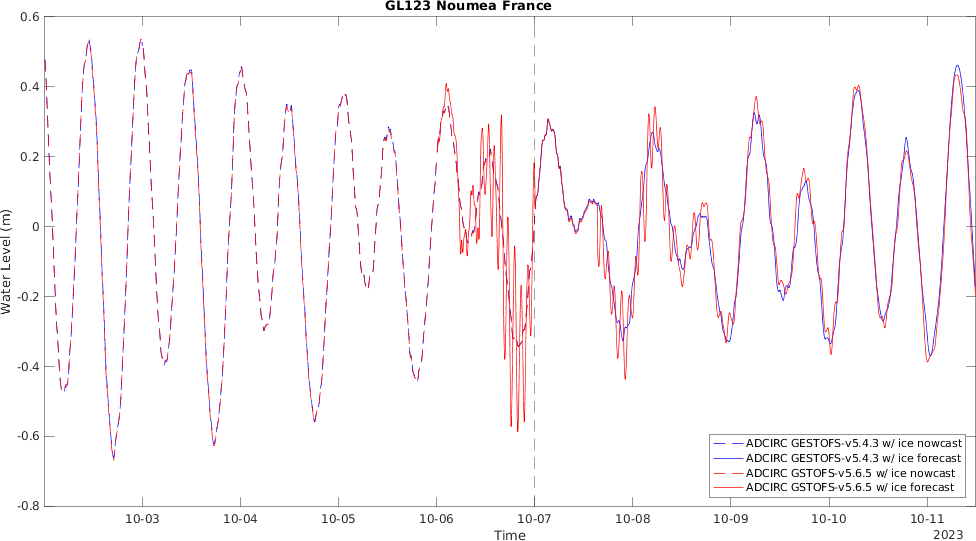 GL123 Noumea France
0.6
0.4
0.2
0
-0.2
-0.4
-0.6
-0.8
Water Level (m)
10-03 10-04 10-05 10-06 10-07 10-08 10-09 10-10 10-11
Time
2023
ADCIRC GESTOFS-v5.4.3 w/ ice nowcast
ADCIRC GESTOFS-v5.4.3 w/ ice forecast
ADCIRC GSTOFS-v5.6.5 w/ ice nowcast
ADCIRC GSTOFS-v5.6.5 w/ ice forecast